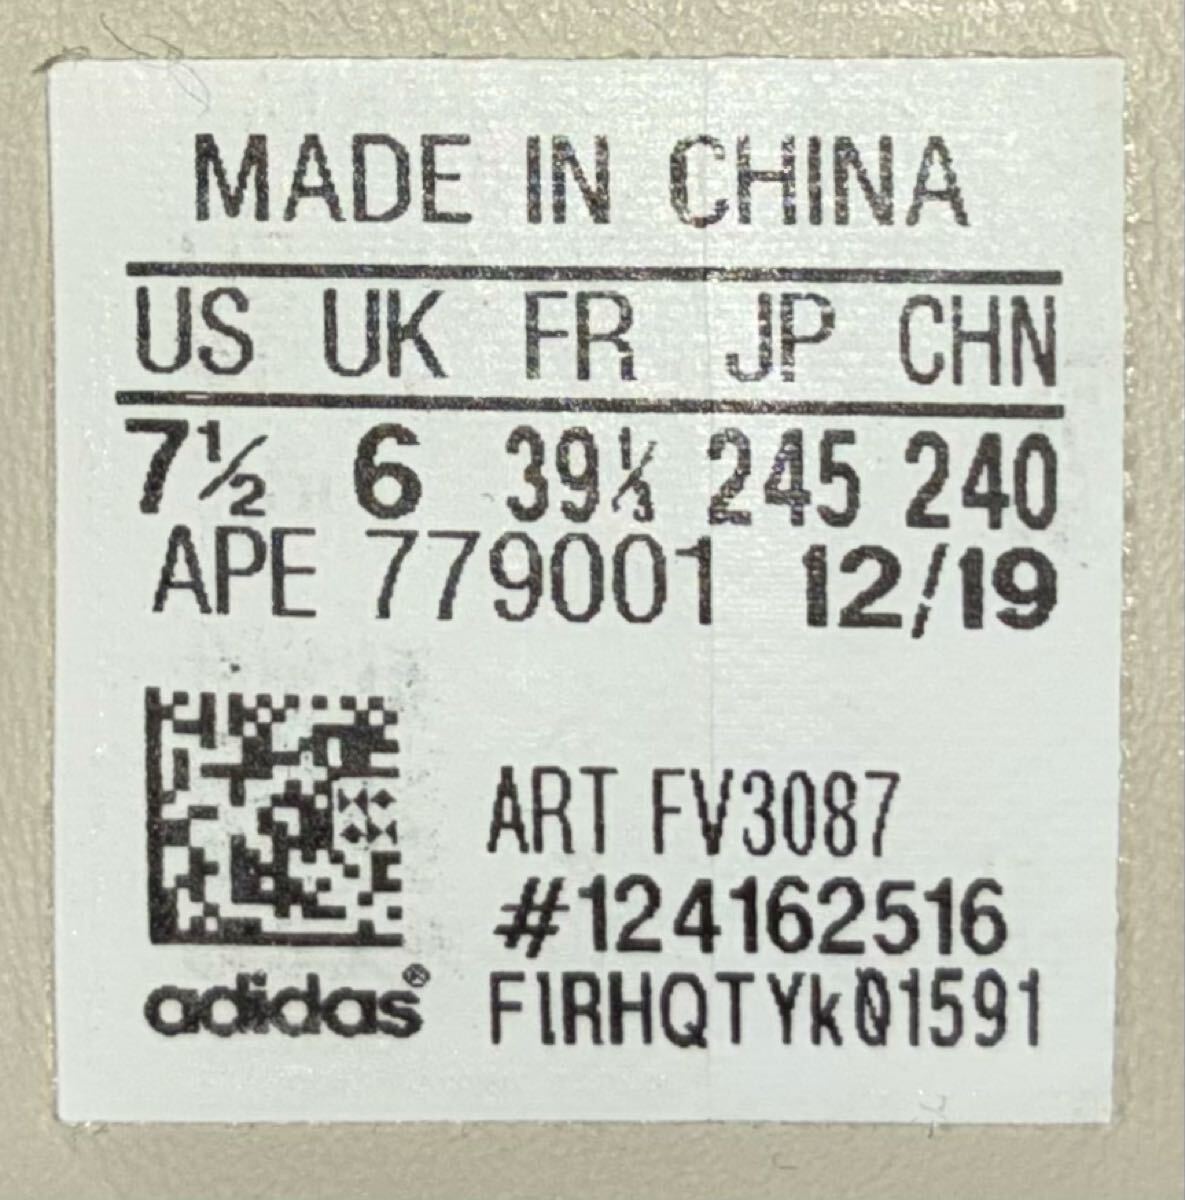 MADE IN CHINA
US UK FR JP CHN
7½ 6 39⅓ 245 240
APE 779001 12/19
ART FV3087
#124162516
adidas®
FlRHQTYk01591